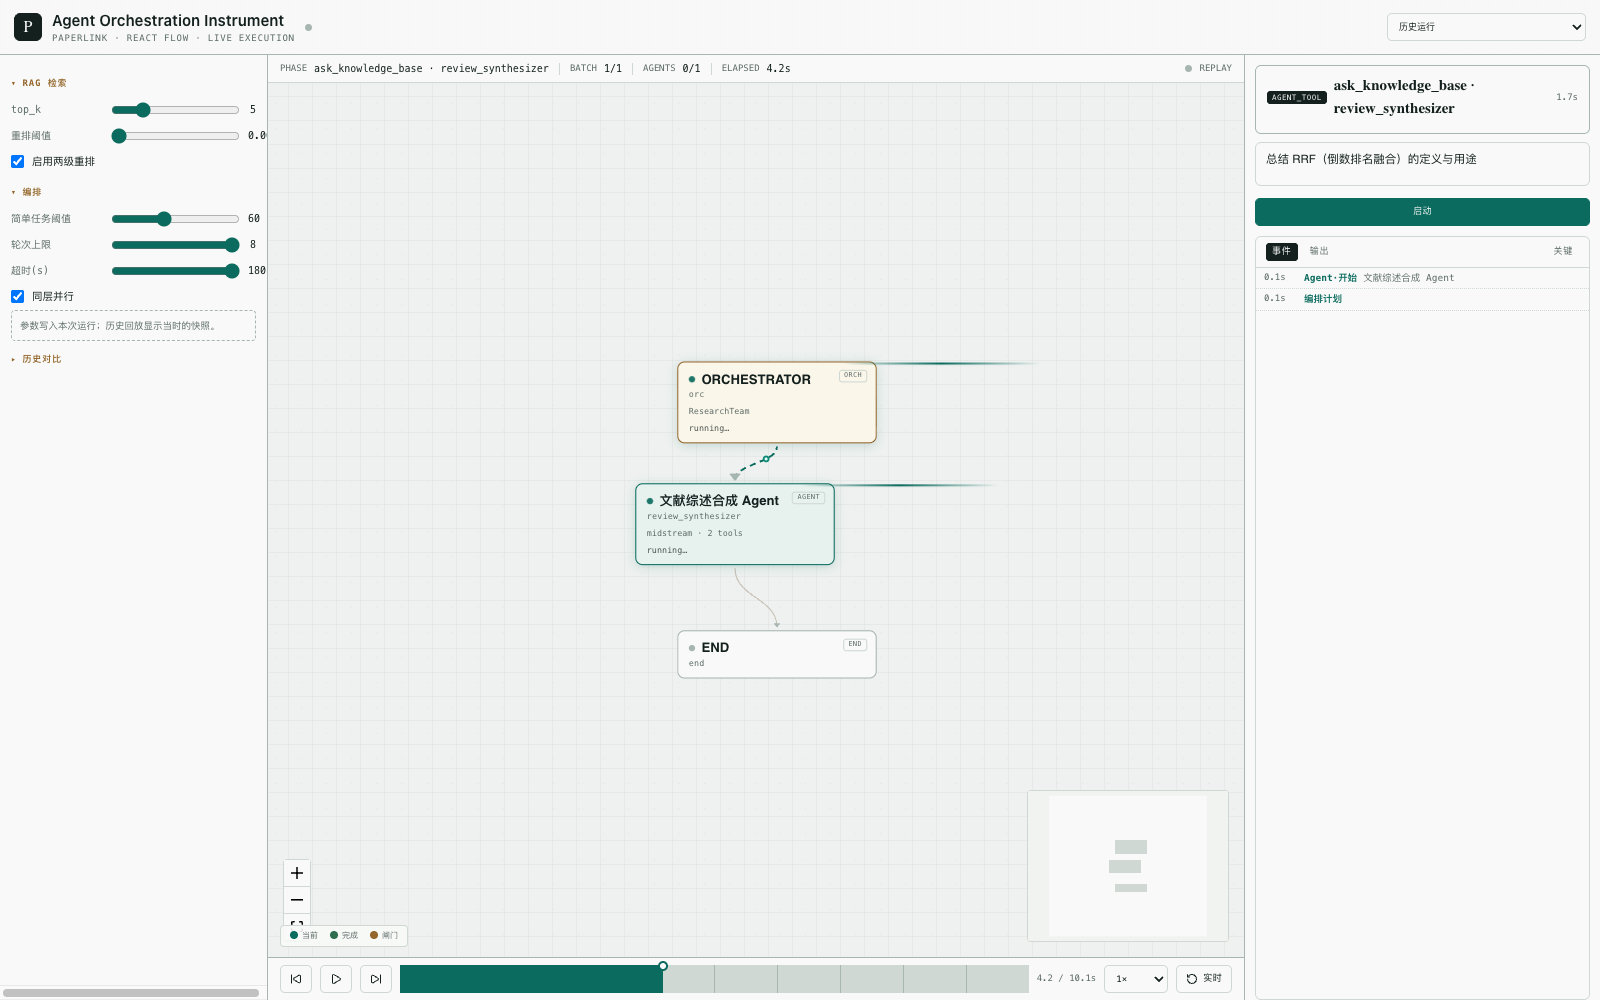 P
Agent Orchestration Instrument
PAPERLINK · REACT FLOW · LIVE EXECUTION
历史运行
RAG 检索
top_k 5
重排阈值 0.0
启用两级重排
编排
简单任务阈值 60
轮次上限 8
超时(s) 180
同层并行
参数写入本次运行; 历史回放显示当时的快照。
历史对比
PHASE ask_knowledge_base · review_synthesizer BATCH 1/1 AGENTS 0/1 ELAPSED 4.2s REPLAY
ORCHESTRATOR ORCH
orc
ResearchTeam
running…
文献综述合成 Agent AGENT
review_synthesizer
midstream · 2 tools
running…
END END
end
当前 完成 闸门
4.2 / 10.1s 1× 实时
AGENT_TOOL ask_knowledge_base · review_synthesizer 1.7s
总结 RRF（倒数排名融合）的定义与用途
启动
事件 输出 关键
0.1s Agent·开始 文献综述合成 Agent
0.1s 编排计划